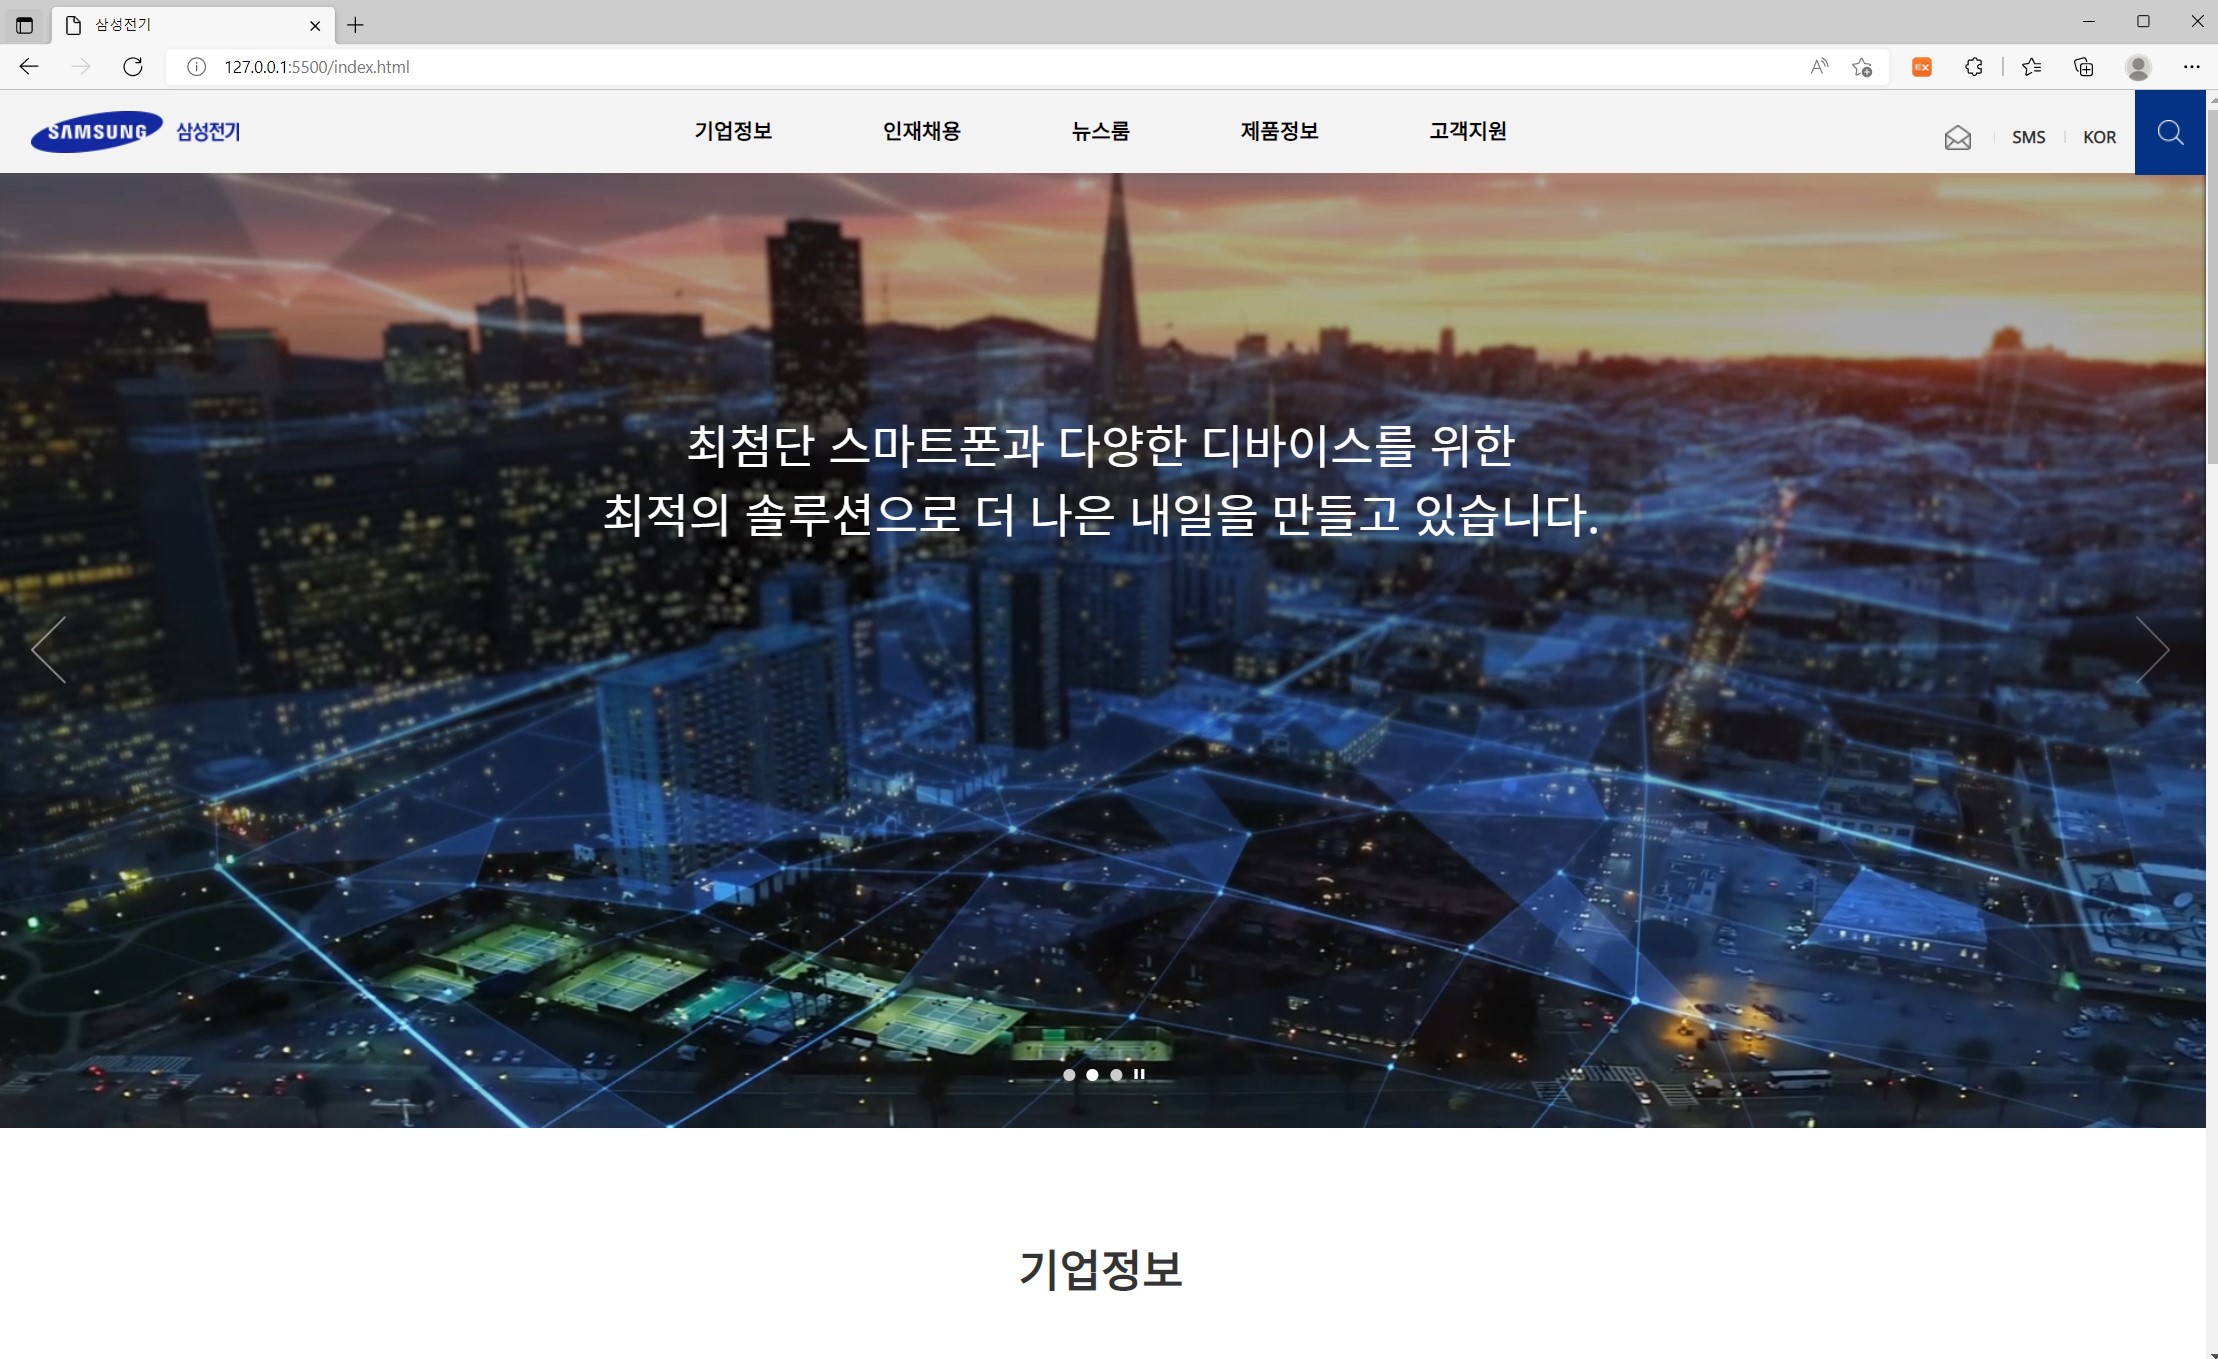 삼성전기
127.0.0.1:5500/index.html
SAMSUNG 삼성전기
기업정보 인재채용 뉴스룸 제품정보 고객지원
SMS KOR
최첨단 스마트폰과 다양한 디바이스를 위한
최적의 솔루션으로 더 나은 내일을 만들고 있습니다.
기업정보